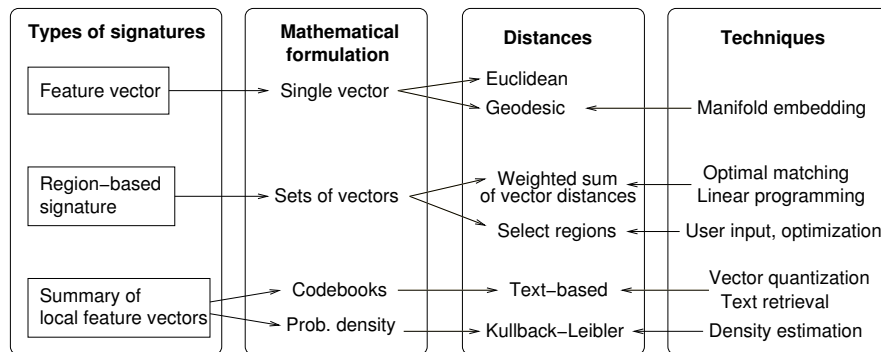 Types of signatures
Feature vector
Region-based
signature
Summary of
local feature vectors
Mathematical
formulation
Single vector
Sets of vectors
Codebooks
Prob. density
Distances
Euclidean
Geodesic
Weighted sum
of vector distances
Select regions
Text-based
Kullback-Leibler
Techniques
Manifold embedding
Optimal matching
Linear programming
User input, optimization
Vector quantization
Text retrieval
Density estimation